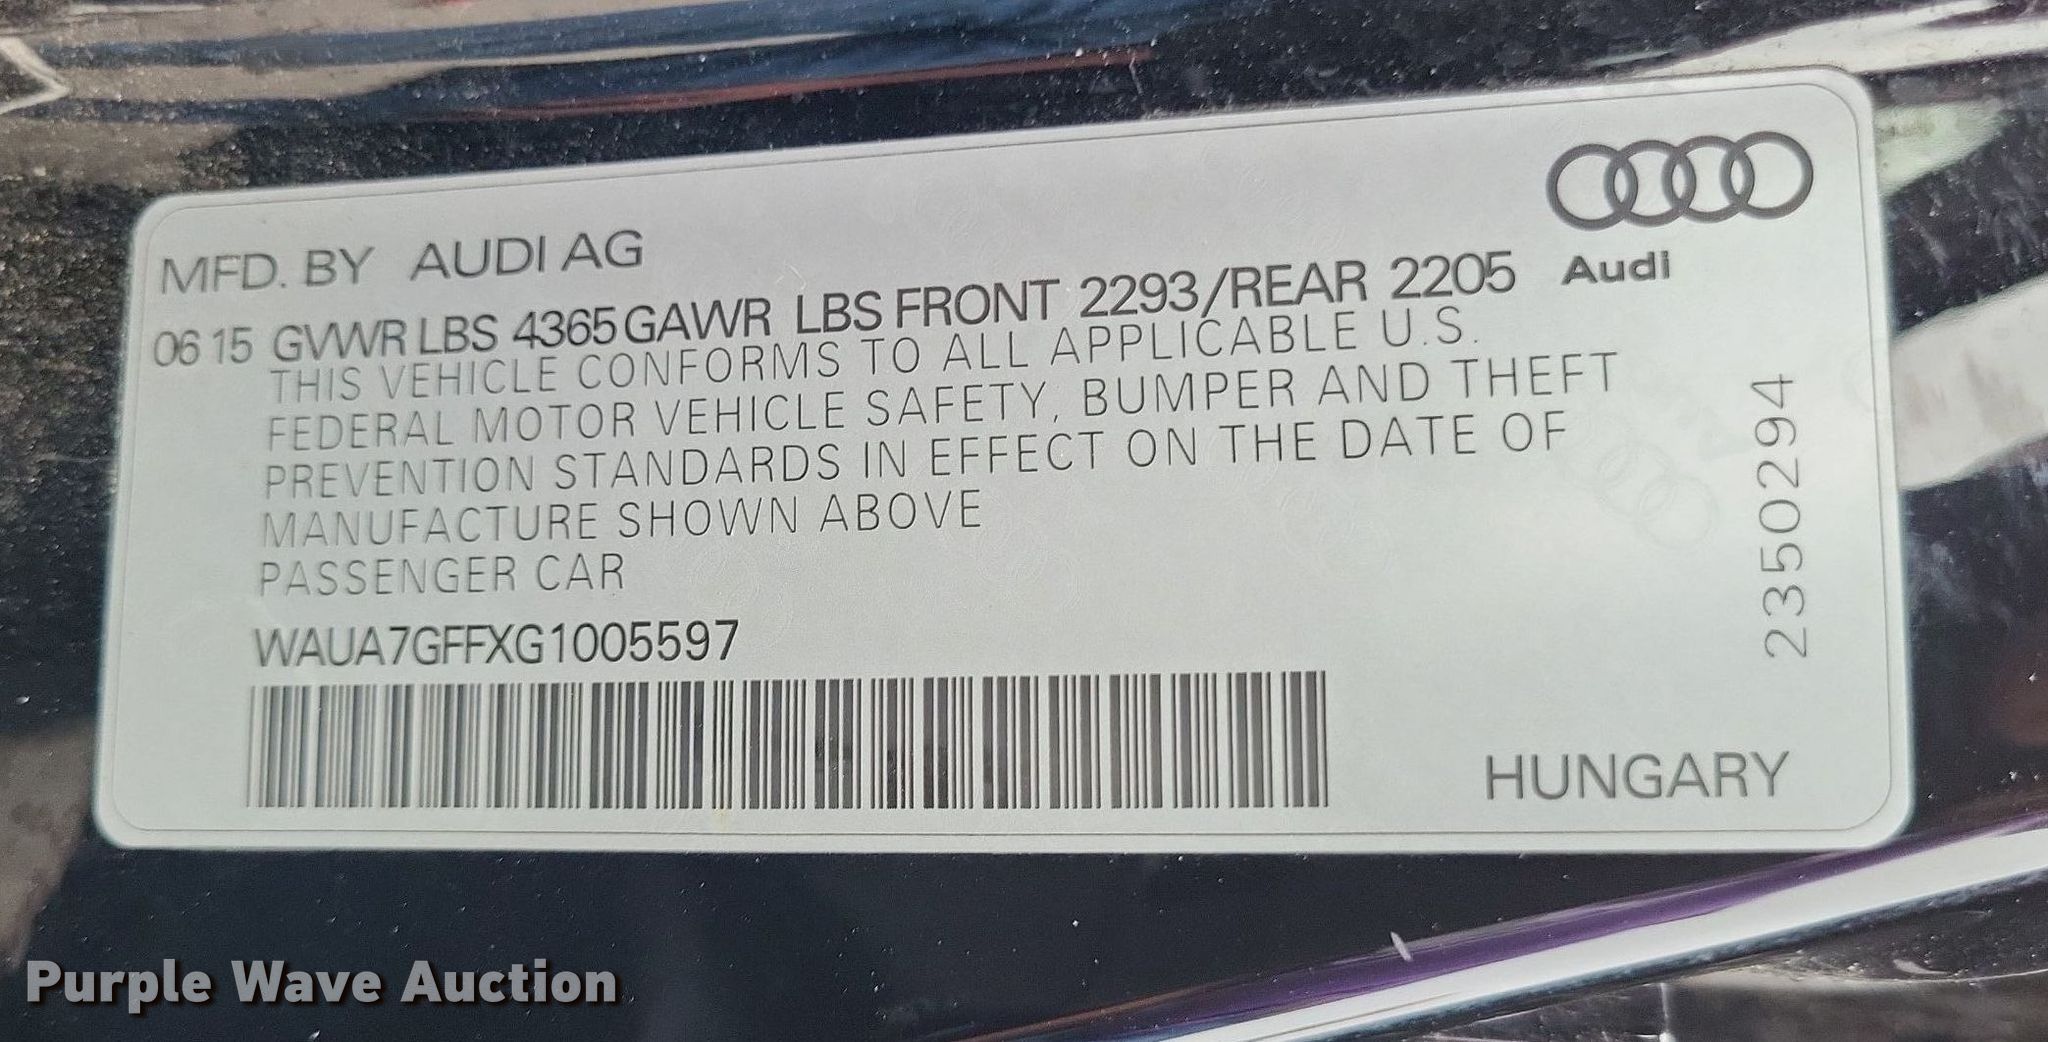 MFD. BY AUDI AG
06 15 GVWR LBS 4365 GAWR LBS FRONT 2293/REAR 2205
Audi
THIS VEHICLE CONFORMS TO ALL APPLICABLE U.S.
FEDERAL MOTOR VEHICLE SAFETY, BUMPER AND THEFT
PREVENTION STANDARDS IN EFFECT ON THE DATE OF
MANUFACTURE SHOWN ABOVE
PASSENGER CAR
WAUA7GFFXG1005597
2350294
HUNGARY
Purple Wave Auction